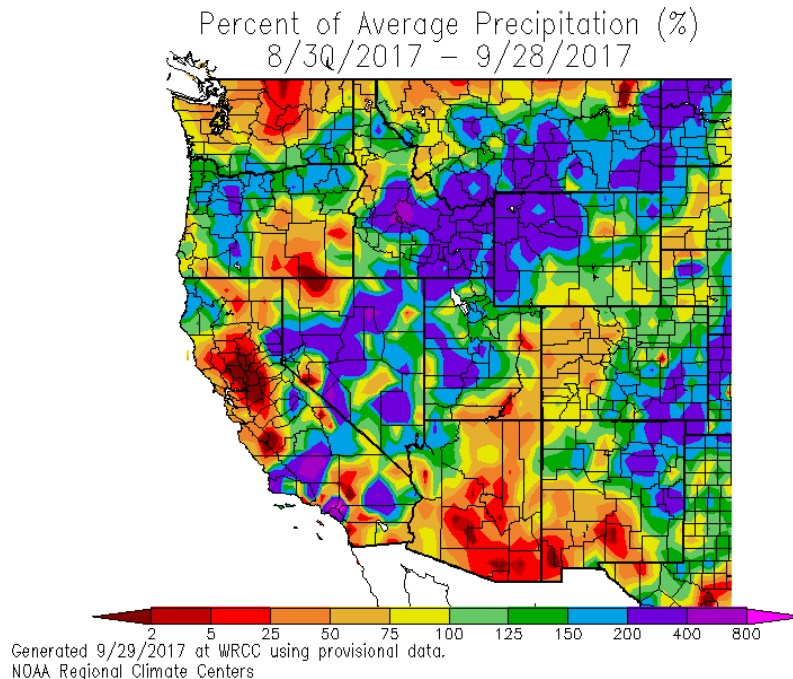 Percent of Average Precipitation (%)
8/30/2017 – 9/28/2017
2 5 25 50 75 100 125 150 200 400 800
Generated 9/29/2017 at WRCC using provisional data.
NOAA Regional Climate Centers